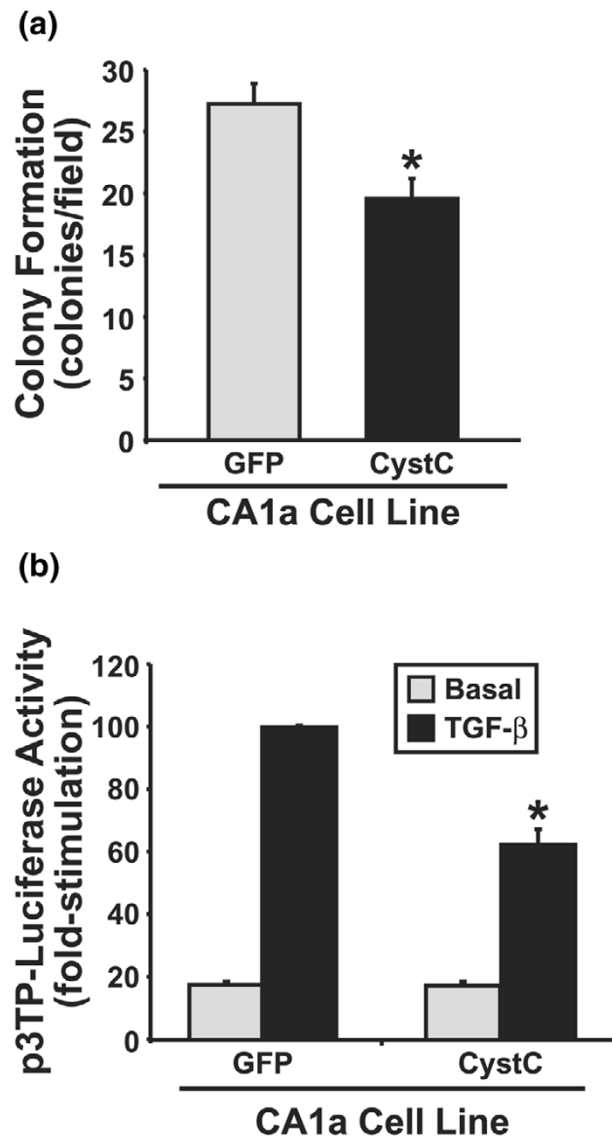 (a)
Colony Formation
(colonies/field)
30
25
20
15
10
5
0
*
GFP CystC
CA1a Cell Line
(b)
p3TP-Luciferase Activity
(fold-stimulation)
120
100
80
60
40
20
0
Basal
TGF-β
*
GFP CystC
CA1a Cell Line